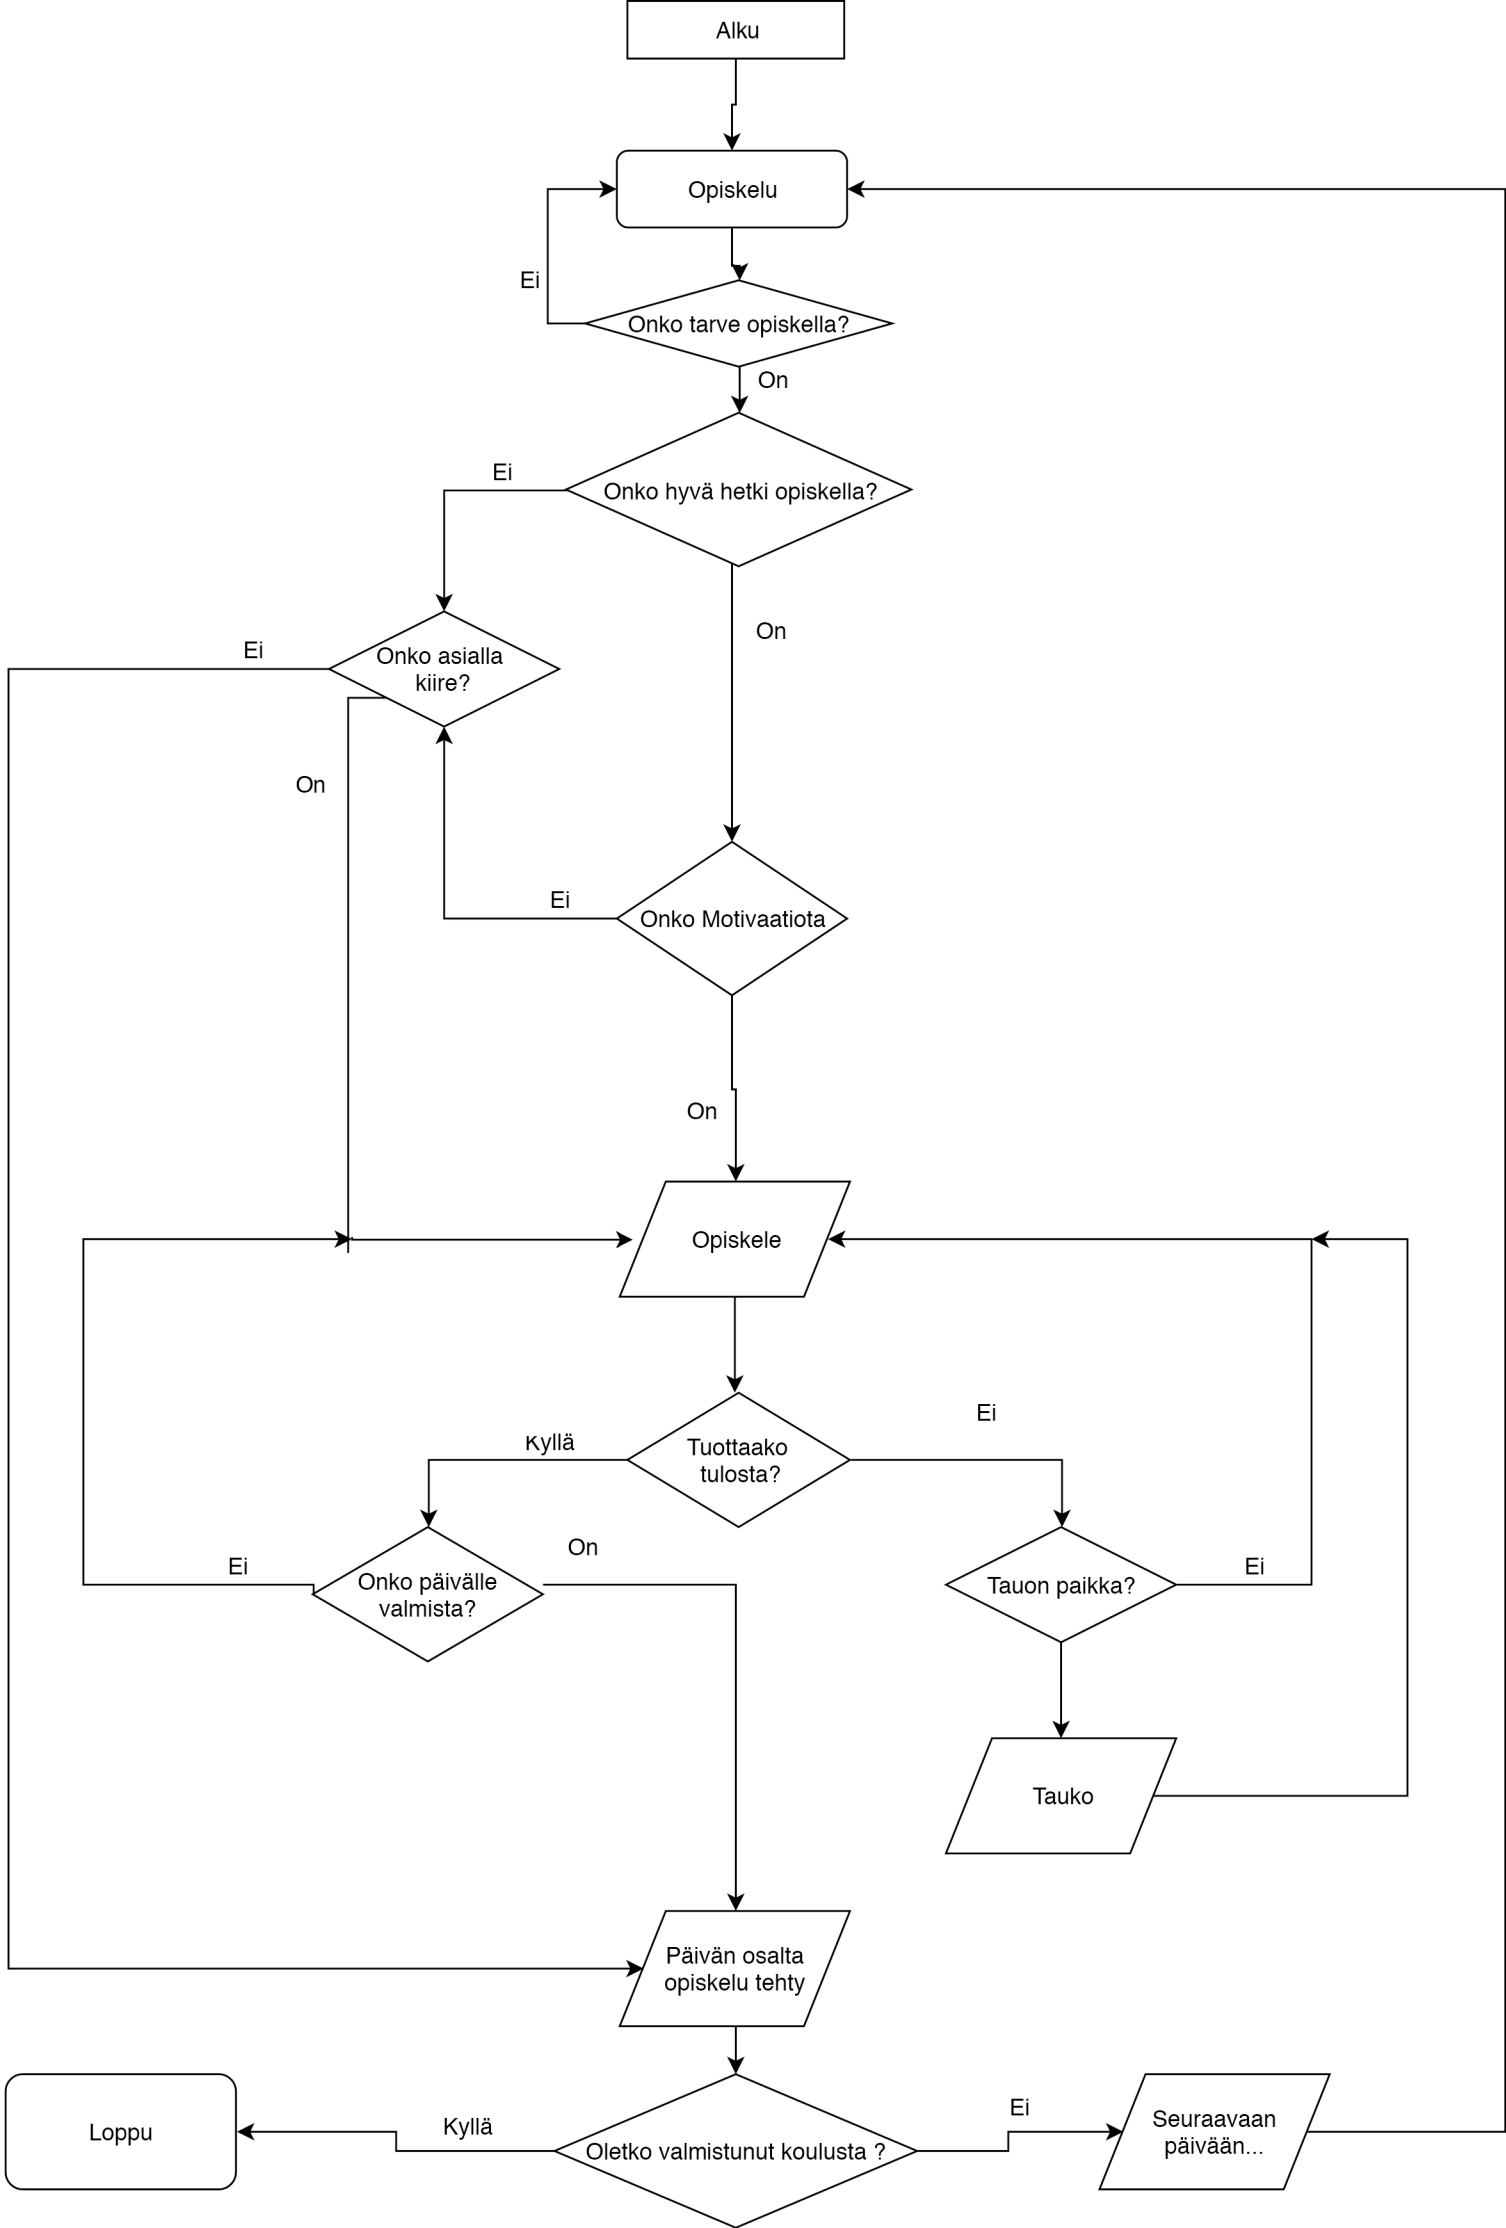 Alku
Opiskelu
Ei
Onko tarve opiskella?
On
Ei
Onko hyvä hetki opiskella?
On
Ei
Onko asialla
kiire?
On
Ei
Onko Motivaatiota
On
Opiskele
Ei
Kyllä
Tuottaako
tulosta?
On
Ei
Onko päivälle
valmista?
Tauon paikka?
Ei
Tauko
Päivän osalta
opiskelu tehty
Loppu
Kyllä
Oletko valmistunut koulusta ?
Ei
Seuraavaan
päivään...